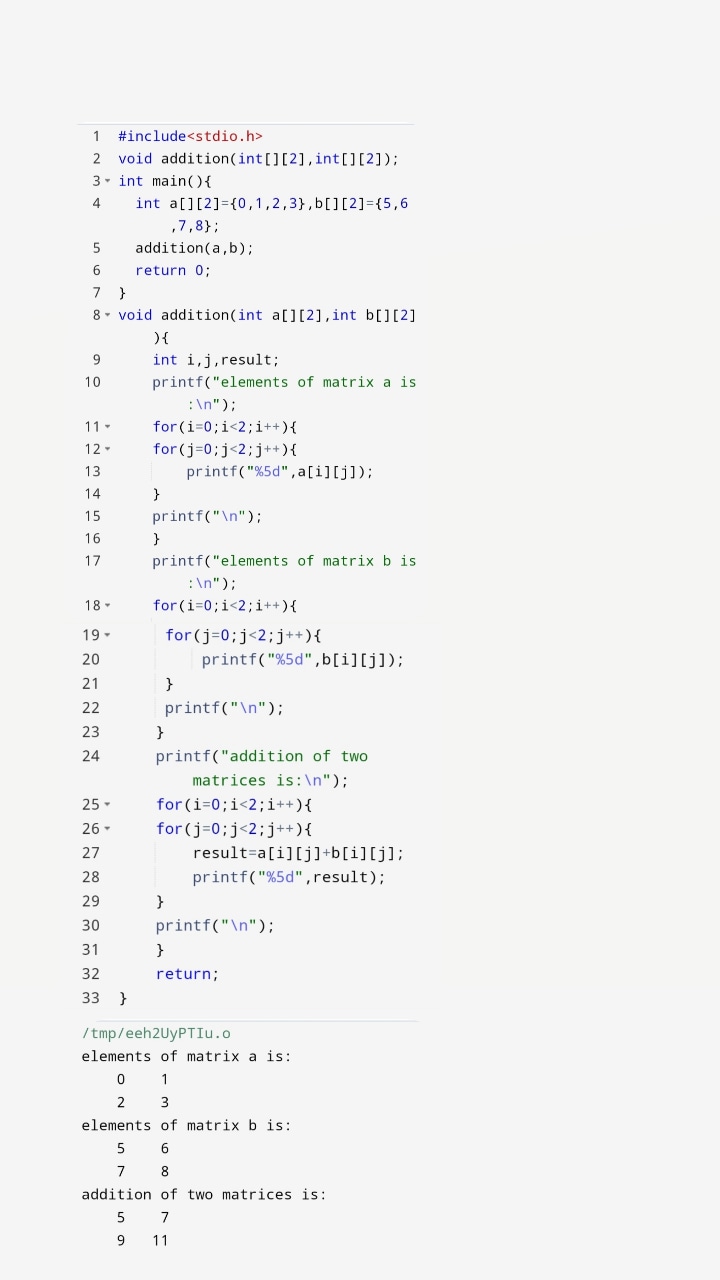 1 #include<stdio.h>
2 void addition(int[][2],int[][2]);
3 int main(){
4 int a[][2]={0,1,2,3},b[][2]={5,6
,7,8};
5 addition(a,b);
6 return 0;
7 }
8 void addition(int a[][2],int b[][2]
){
9 int i,j,result;
10 printf("elements of matrix a is
:\n");
11 for(i=0;i<2;i++){
12 for(j=0;j<2;j++){
13 printf("%5d",a[i][j]);
14 }
15 printf("\n");
16 }
17 printf("elements of matrix b is
:\n");
18 for(i=0;i<2;i++){
19 for(j=0;j<2;j++){
20 printf("%5d",b[i][j]);
21 }
22 printf("\n");
23 }
24 printf("addition of two
matrices is:\n");
25 for(i=0;i<2;i++){
26 for(j=0;j<2;j++){
27 result=a[i][j]+b[i][j];
28 printf("%5d",result);
29 }
30 printf("\n");
31 }
32 return;
33 }
/tmp/eeh2UyPTIu.o
elements of matrix a is:
0 1
2 3
elements of matrix b is:
5 6
7 8
addition of two matrices is:
5 7
9 11